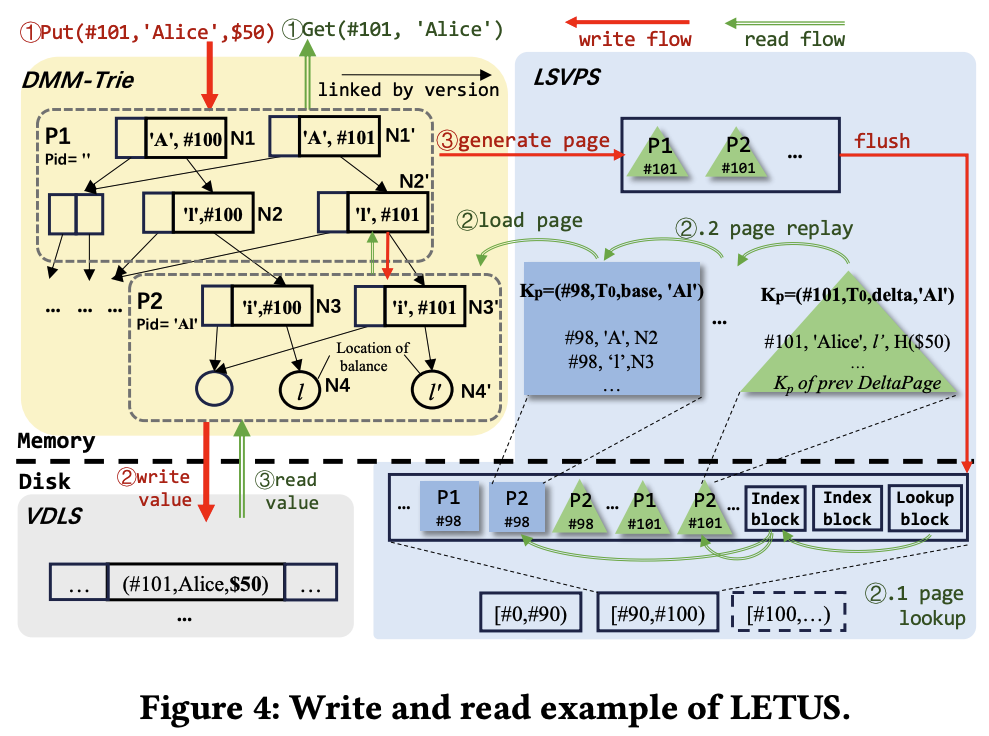 ①Put(#101,'Alice',$50)
①Get(#101, 'Alice')
write flow
read flow
DMM-Trie
linked by version
LSVPS
P1
Pid= ''
'A', #100
N1
'A', #101
N1'
③generate page
P1
#101
P2
#101
...
flush
'l',#100
N2
N2'
'l', #101
②load page
②.2 page replay
... ... ...
P2
Pid= 'Al'
'i',#100
N3
'i', #101
N3'
Location of
balance
l
N4
l'
N4'
Kp=(#98,T0,base, 'Al')
#98, 'A', N2
#98, 'l',N3
...
...
Kp=(#101,T0,delta,'Al')
#101, 'Alice', l', H($50)
...
Kp of prev DeltaPage
Memory
Disk
②write
value
③read
value
VDLS
... (#101,Alice,$50) ...
...
...
P1
#98
P2
#98
P2
#98
...
P1
#101
P2
#101
...
Index
block
Index
block
Lookup
block
②.1 page
lookup
[#0,#90)
[#90,#100)
[#100,...)
Figure 4: Write and read example of LETUS.